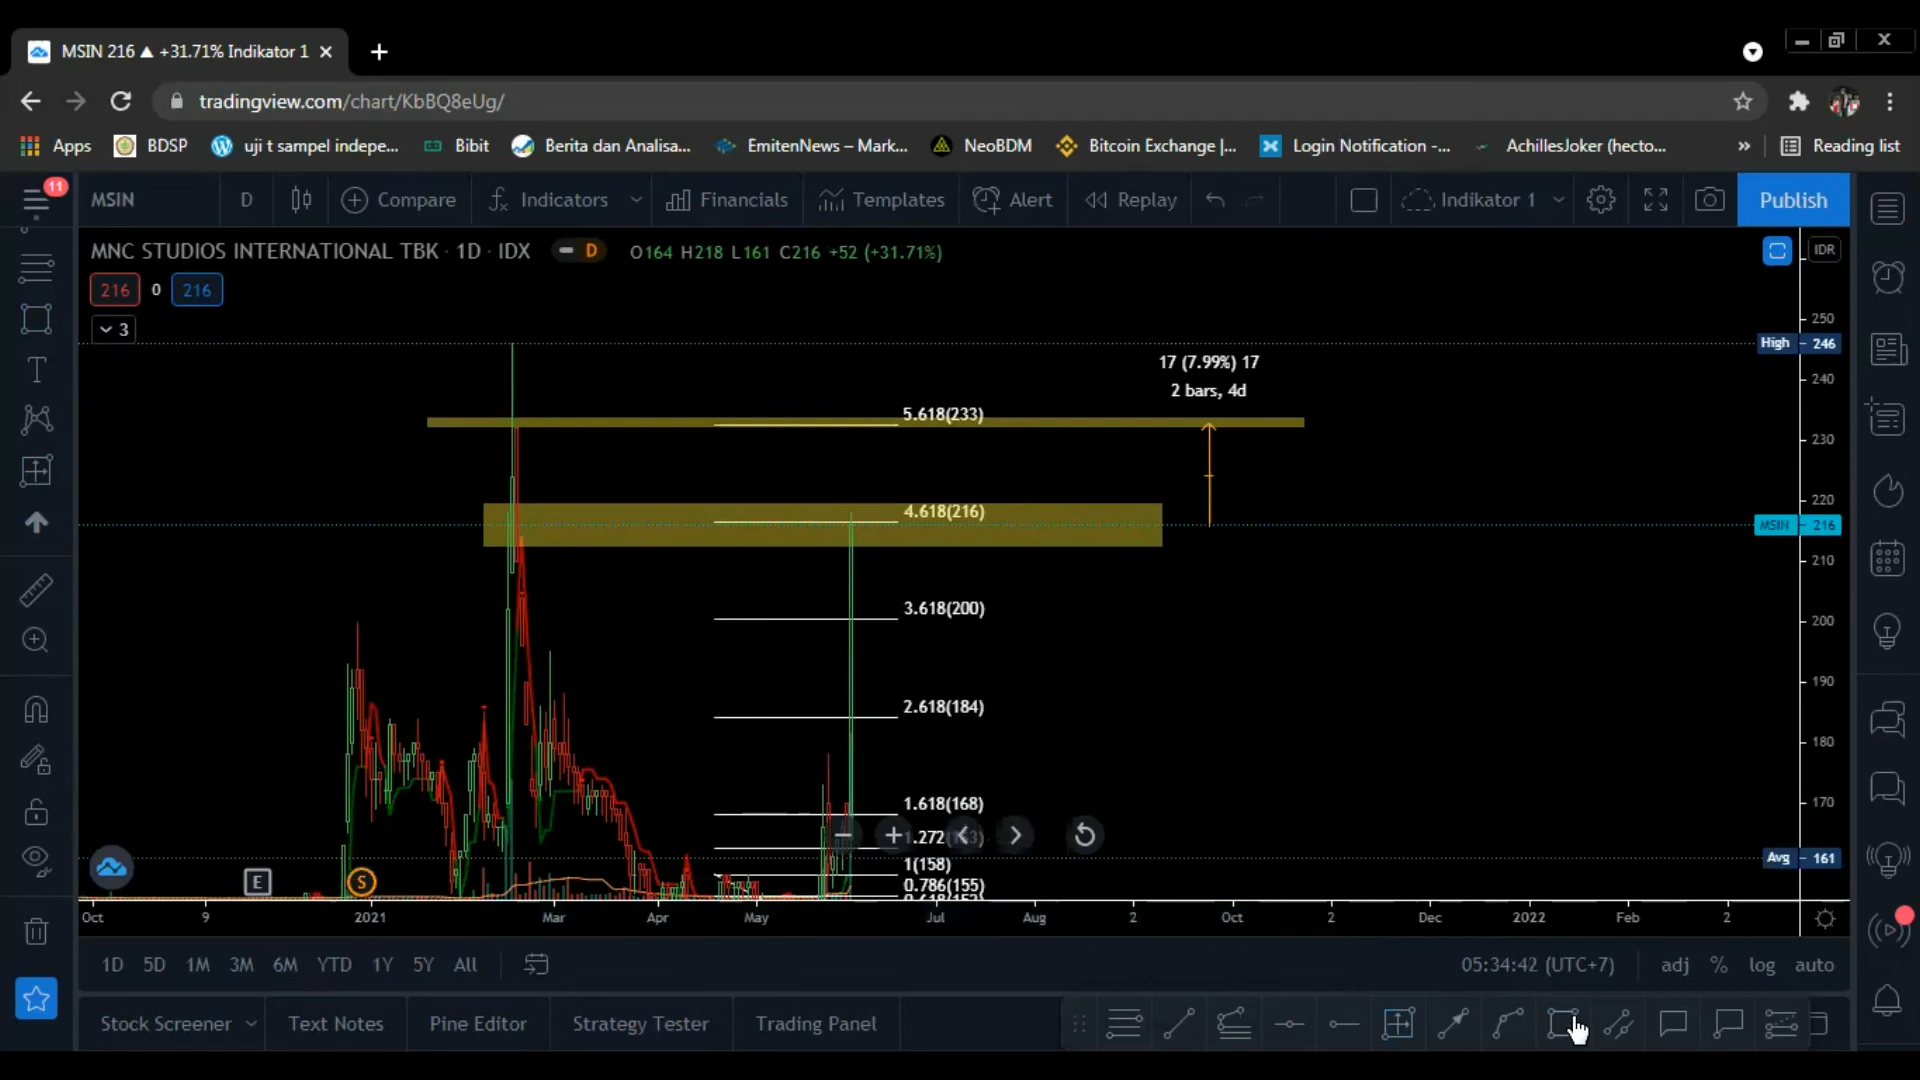 MSIN 216 ▲ +31.71% Indikator 1
tradingview.com/chart/KbBQ8eUg/
Apps BDSP uji t sampel indepe... Bibit Berita dan Analisa... EmitenNews – Mark... NeoBDM Bitcoin Exchange |... Login Notification -... AchillesJoker (hecto... » Reading list
11
MSIN D Compare Indicators Financials Templates Alert Replay Indikator 1 Publish
MNC STUDIOS INTERNATIONAL TBK · 1D · IDX D O164 H218 L161 C216 +52 (+31.71%) IDR
216 0 216
3
250
High 246
17 (7.99%) 17
2 bars, 4d
240
5.618(233)
230
220
4.618(216)
MSIN 216
210
3.618(200)
200
190
2.618(184)
180
1.618(168)
170
1(158)
Avg 161
0.786(155)
E S
Oct 9 2021 Mar Apr May Jul Aug 2 Oct 2 Dec 2022 Feb 2
1D 5D 1M 3M 6M YTD 1Y 5Y All 05:34:42 (UTC+7) adj % log auto
Stock Screener Text Notes Pine Editor Strategy Tester Trading Panel